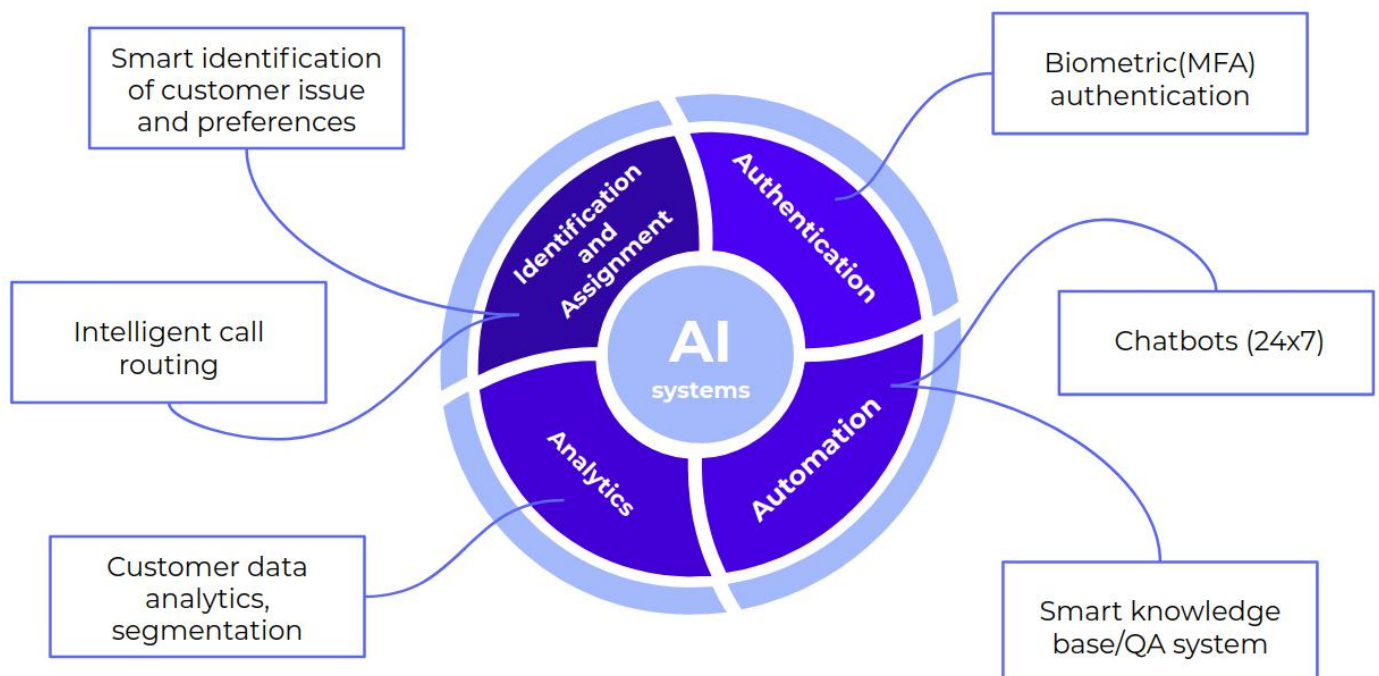 Smart identification
of customer issue
and preferences
Biometric(MFA)
authentication
Identification
and
Assignment
Authentication
Intelligent call
routing
AI
systems
Chatbots (24x7)
Analytics
Automation
Customer data
analytics,
segmentation
Smart knowledge
base/QA system